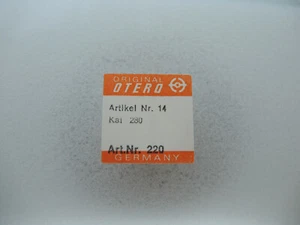 ORIGINAL
OTERO
Artikel Nr. 14
Kal 280
Art.Nr. 220
GERMANY